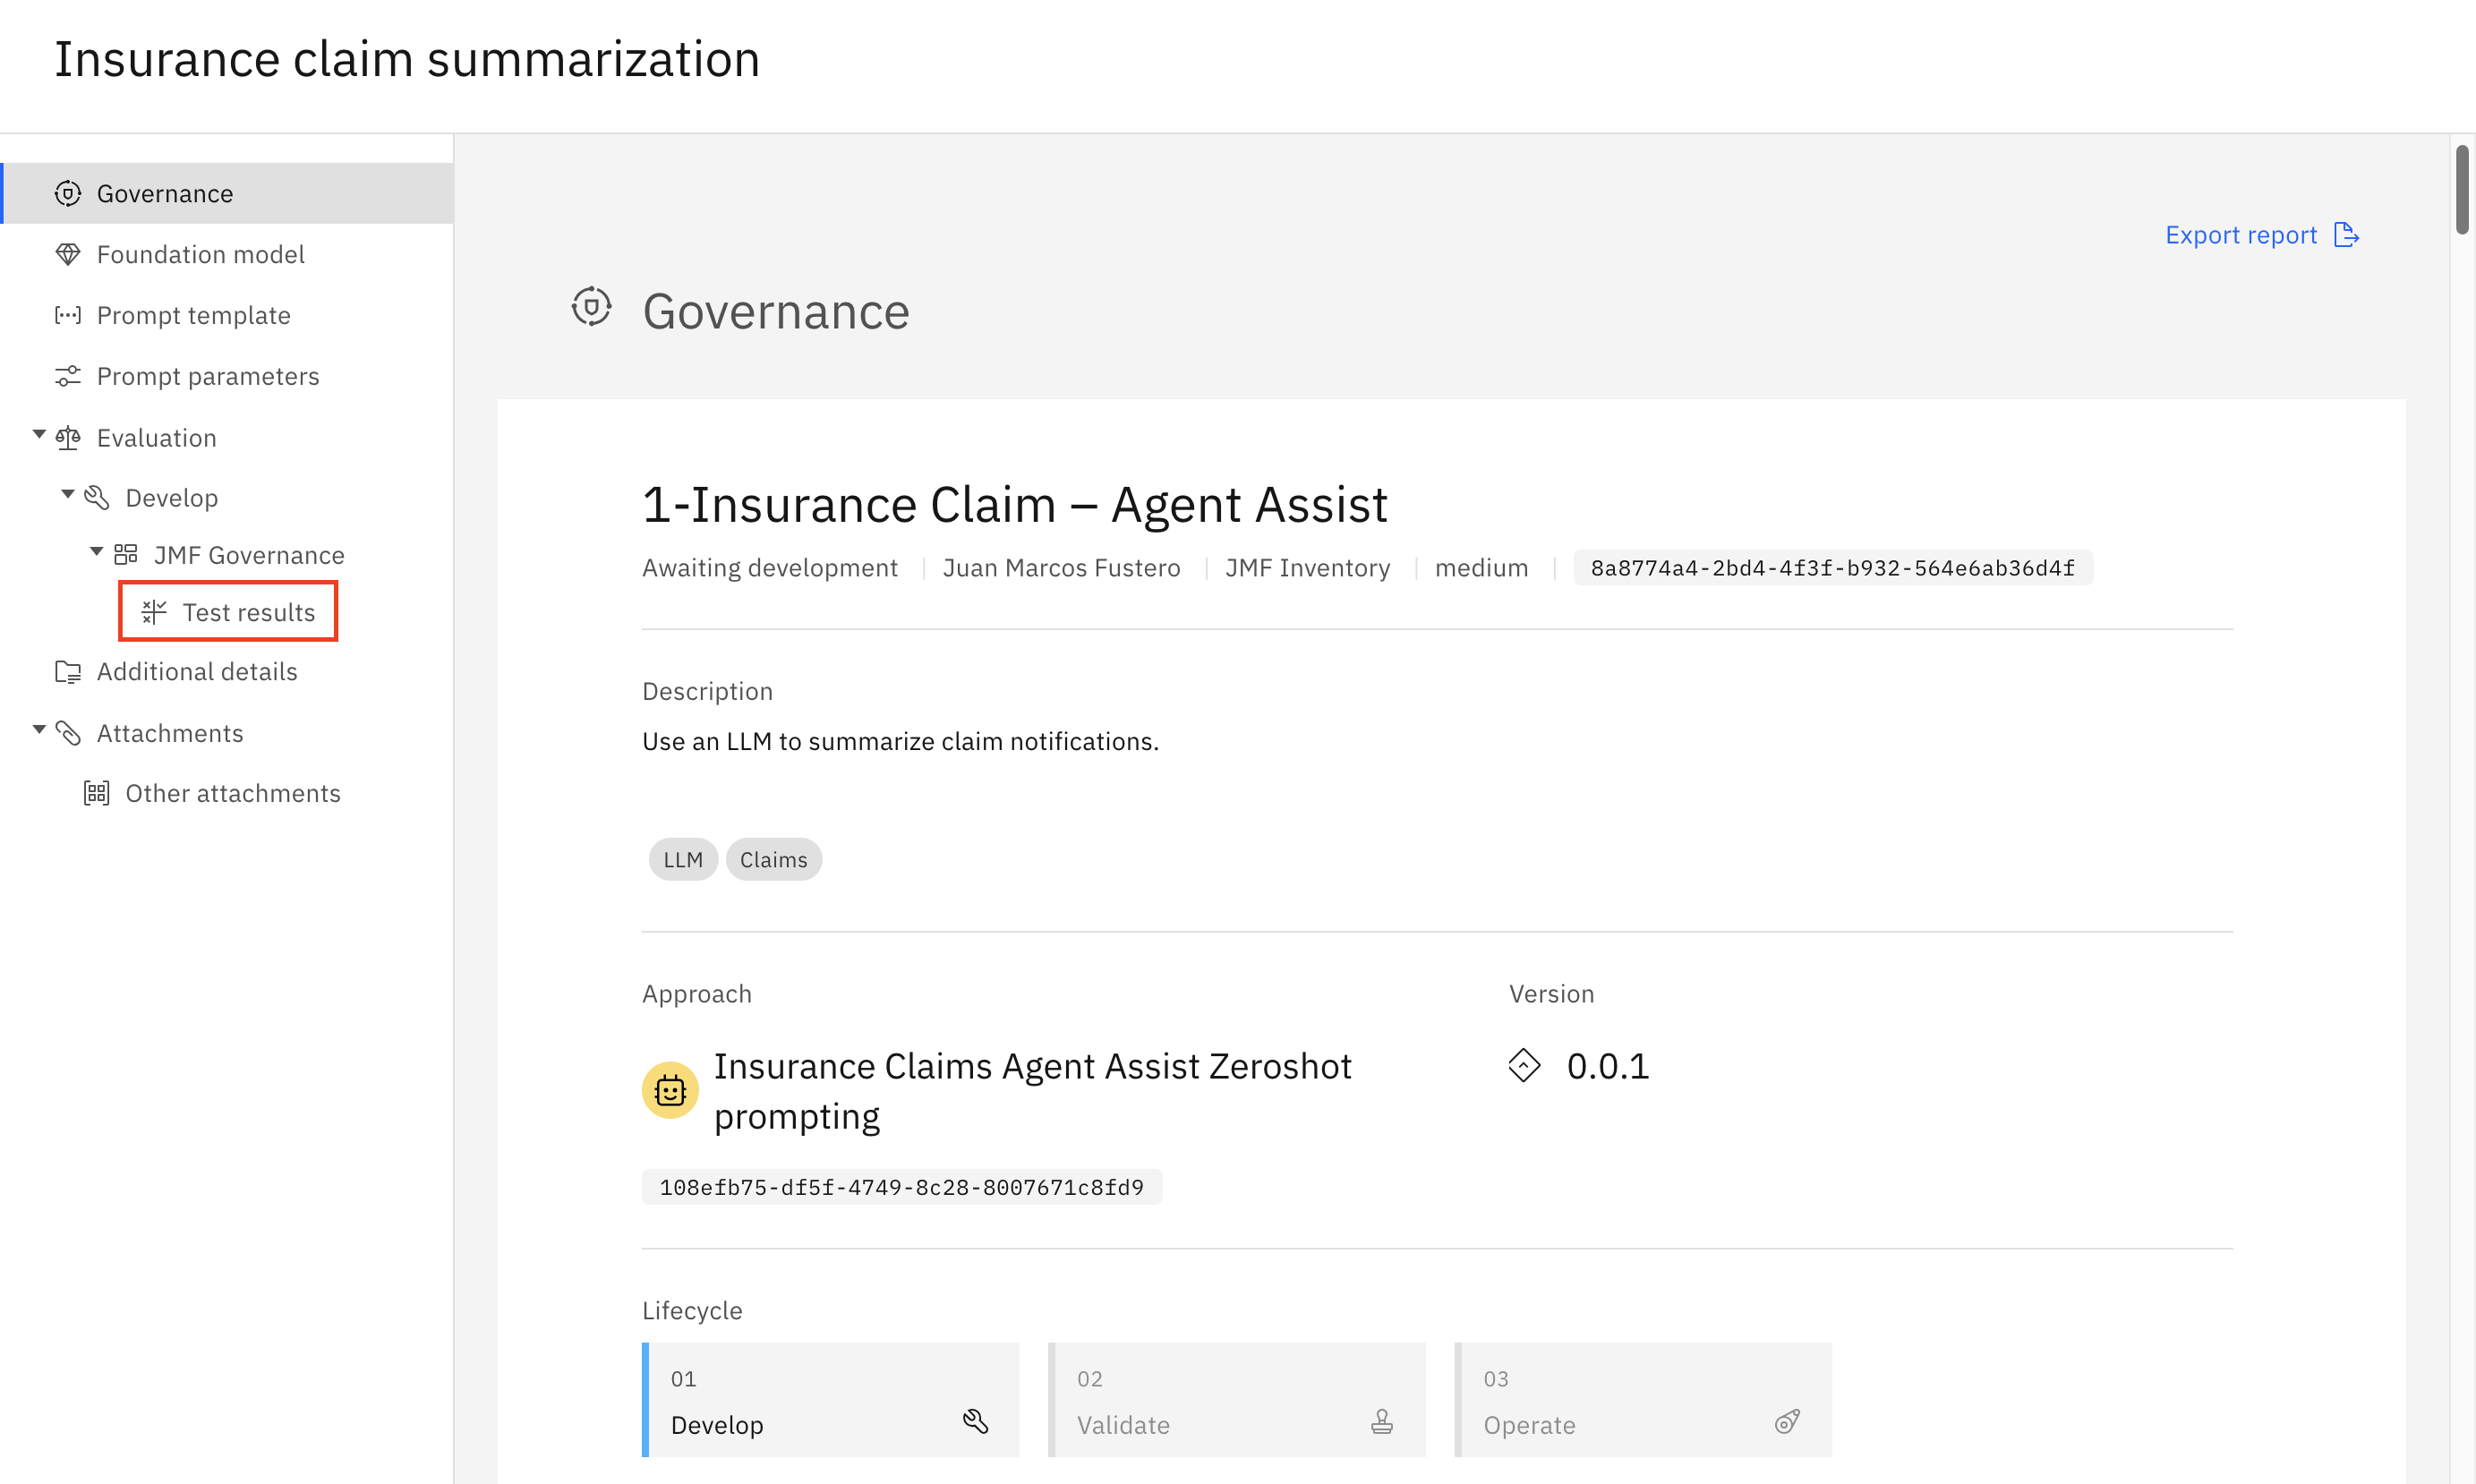 Insurance claim summarization
Governance
Foundation model
Prompt template
Prompt parameters
Evaluation
Develop
JMF Governance
Test results
Additional details
Attachments
Other attachments
Export report
Governance
1-Insurance Claim – Agent Assist
Awaiting development Juan Marcos Fustero JMF Inventory medium 8a8774a4-2bd4-4f3f-b932-564e6ab36d4f
Description
Use an LLM to summarize claim notifications.
LLM Claims
Approach Version
Insurance Claims Agent Assist Zeroshot 0.0.1
prompting
108efb75-df5f-4749-8c28-8007671c8fd9
Lifecycle
01 02 03
Develop Validate Operate